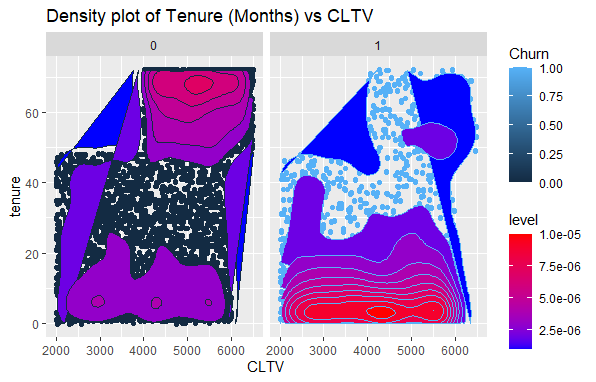 Density plot of Tenure (Months) vs CLTV
0
1
tenure
60
40
20
0
2000 3000 4000 5000 6000
2000 3000 4000 5000 6000
CLTV
Churn
1.00
0.75
0.50
0.25
0.00
level
1.0e-05
7.5e-06
5.0e-06
2.5e-06